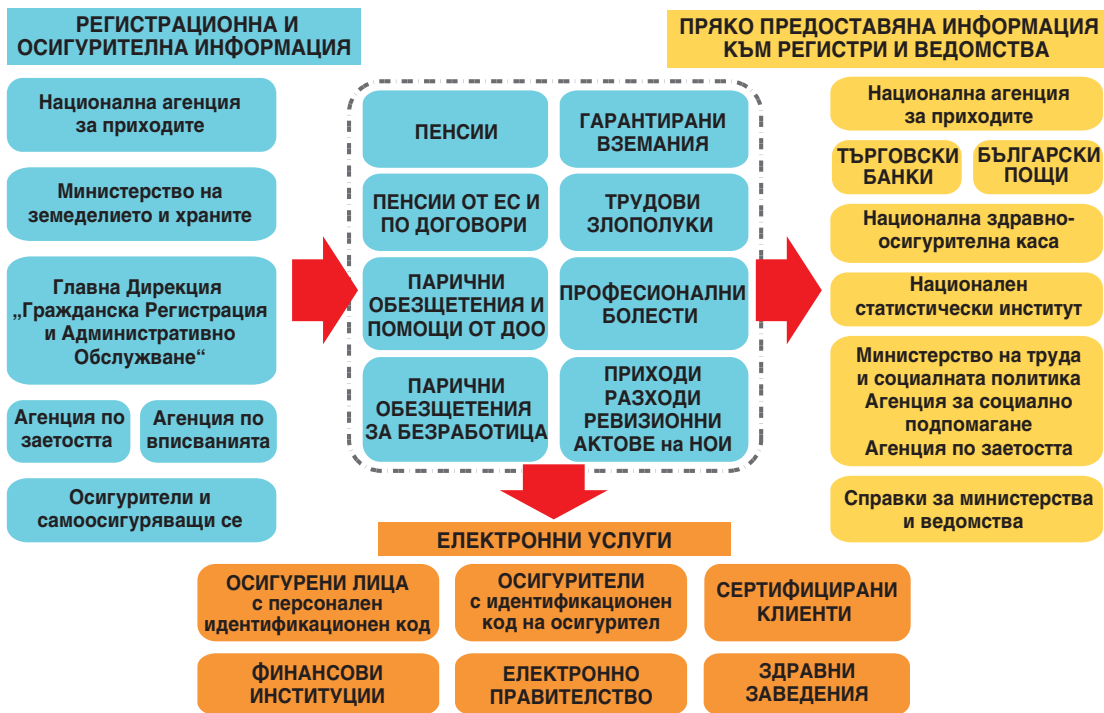 РЕГИСТРАЦИОННА И
ОСИГУРИТЕЛНА ИНФОРМАЦИЯ
Национална агенция
за приходите
Министерство на
земеделието и храните
Главна Дирекция
„Гражданска Регистрация
и Административно
Обслужване“
Агенция по
заетостта
Агенция по
вписванията
Осигурители и
самоосигуряващи се
ПЕНСИИ
ГАРАНТИРАНИ
ВЗЕМАНИЯ
ПЕНСИИ ОТ ЕС И
ПО ДОГОВОРИ
ТРУДОВИ
ЗЛОПОЛУКИ
ПАРИЧНИ
ОБЕЗЩЕТЕНИЯ И
ПОМОЩИ ОТ ДОО
ПРОФЕСИОНАЛНИ
БОЛЕСТИ
ПАРИЧНИ
ОБЕЗЩЕТЕНИЯ
ЗА БЕЗРАБОТИЦА
ПРИХОДИ
РАЗХОДИ
РЕВИЗИОННИ
АКТОВЕ на НОИ
ПРЯКО ПРЕДОСТАВЯНА ИНФОРМАЦИЯ
КЪМ РЕГИСТРИ И ВЕДОМСТВА
Национална агенция
за приходите
ТЪРГОВСКИ
БАНКИ
БЪЛГАРСКИ
ПОЩИ
Национална здравно-
осигурителна каса
Национален
статистически институт
Министерство на труда
и социалната политика
Агенция за социално
подпомагане
Агенция по заетостта
Справки за министерства
и ведомства
ЕЛЕКТРОННИ УСЛУГИ
ОСИГУРЕНИ ЛИЦА
с персонален
идентификационен код
ОСИГУРИТЕЛИ
с идентификационен
код на осигурител
СЕРТИФИЦИРАНИ
КЛИЕНТИ
ФИНАНСОВИ
ИНСТИТУЦИИ
ЕЛЕКТРОННО
ПРАВИТЕЛСТВО
ЗДРАВНИ
ЗАВЕДЕНИЯ